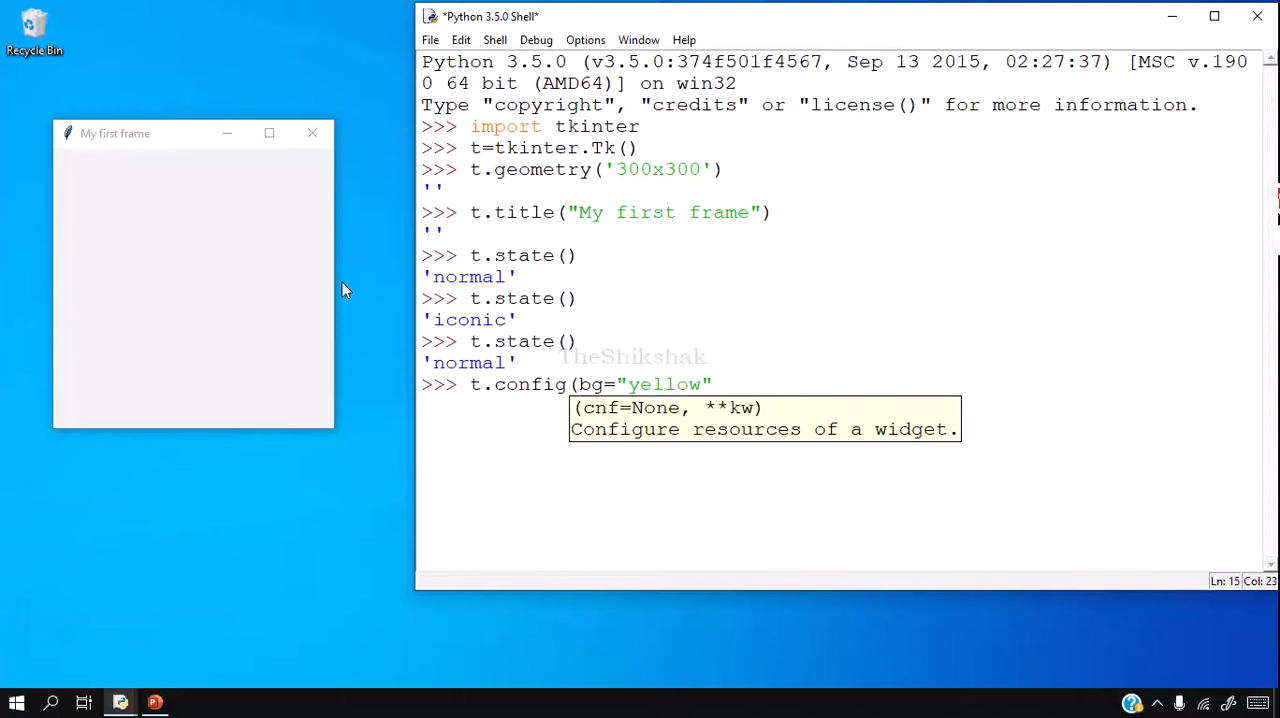 Recycle Bin
My first frame
*Python 3.5.0 Shell*
File Edit Shell Debug Options Window Help
Python 3.5.0 (v3.5.0:374f501f4567, Sep 13 2015, 02:27:37) [MSC v.190
0 64 bit (AMD64)] on win32
Type "copyright", "credits" or "license()" for more information.
>>> import tkinter
>>> t=tkinter.Tk()
>>> t.geometry('300x300')
''
>>> t.title("My first frame")
''
>>> t.state()
'normal'
>>> t.state()
'iconic'
>>> t.state()
TheShikshak
'normal'
>>> t.config(bg="yellow"
(cnf=None, **kw)
Configure resources of a widget.
Ln: 15 Col: 23